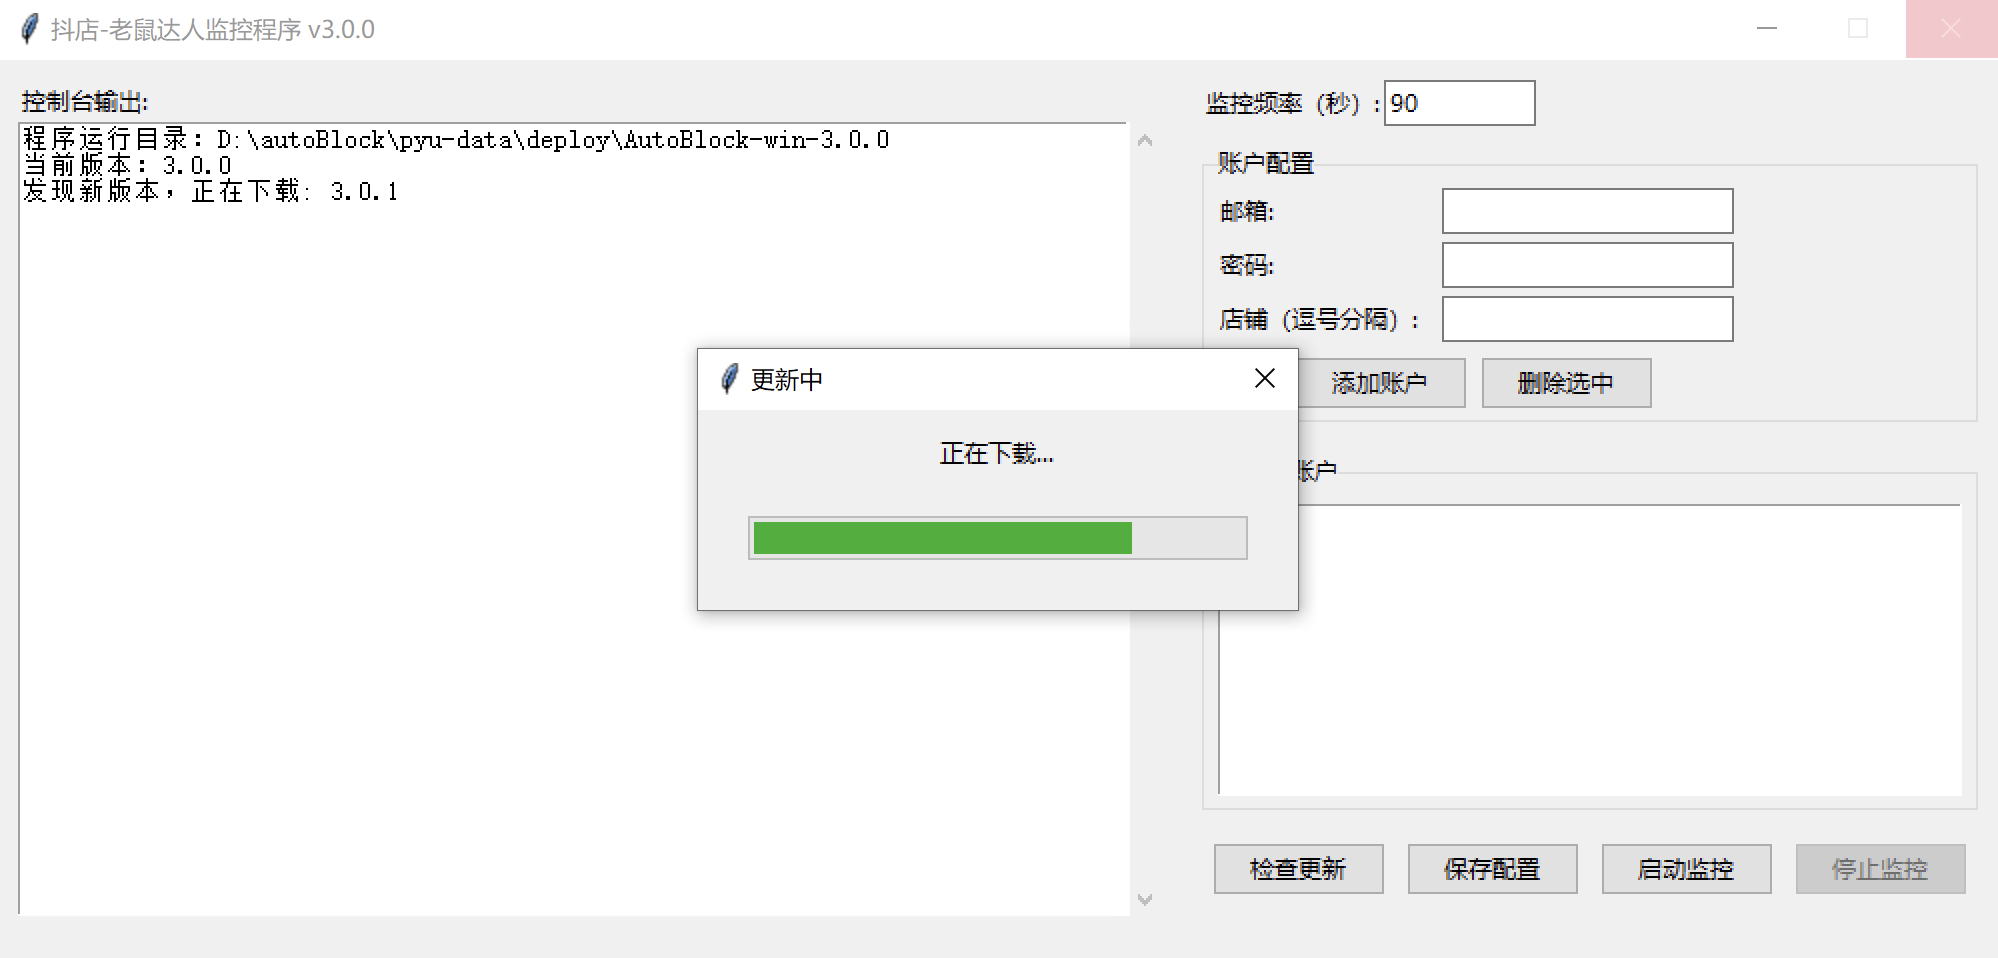 抖店-老鼠达人监控程序 v3.0.0
控制台输出:
程序运行目录: D:\autoBlock\pyu-data\deploy\AutoBlock-win-3.0.0
当前版本: 3.0.0
发现新版本，正在下载: 3.0.1
监控频率（秒）: 90
账户配置
邮箱:
密码:
店铺（逗号分隔）:
添加账户
删除选中
更新中
正在下载...
账户
检查更新
保存配置
启动监控
停止监控